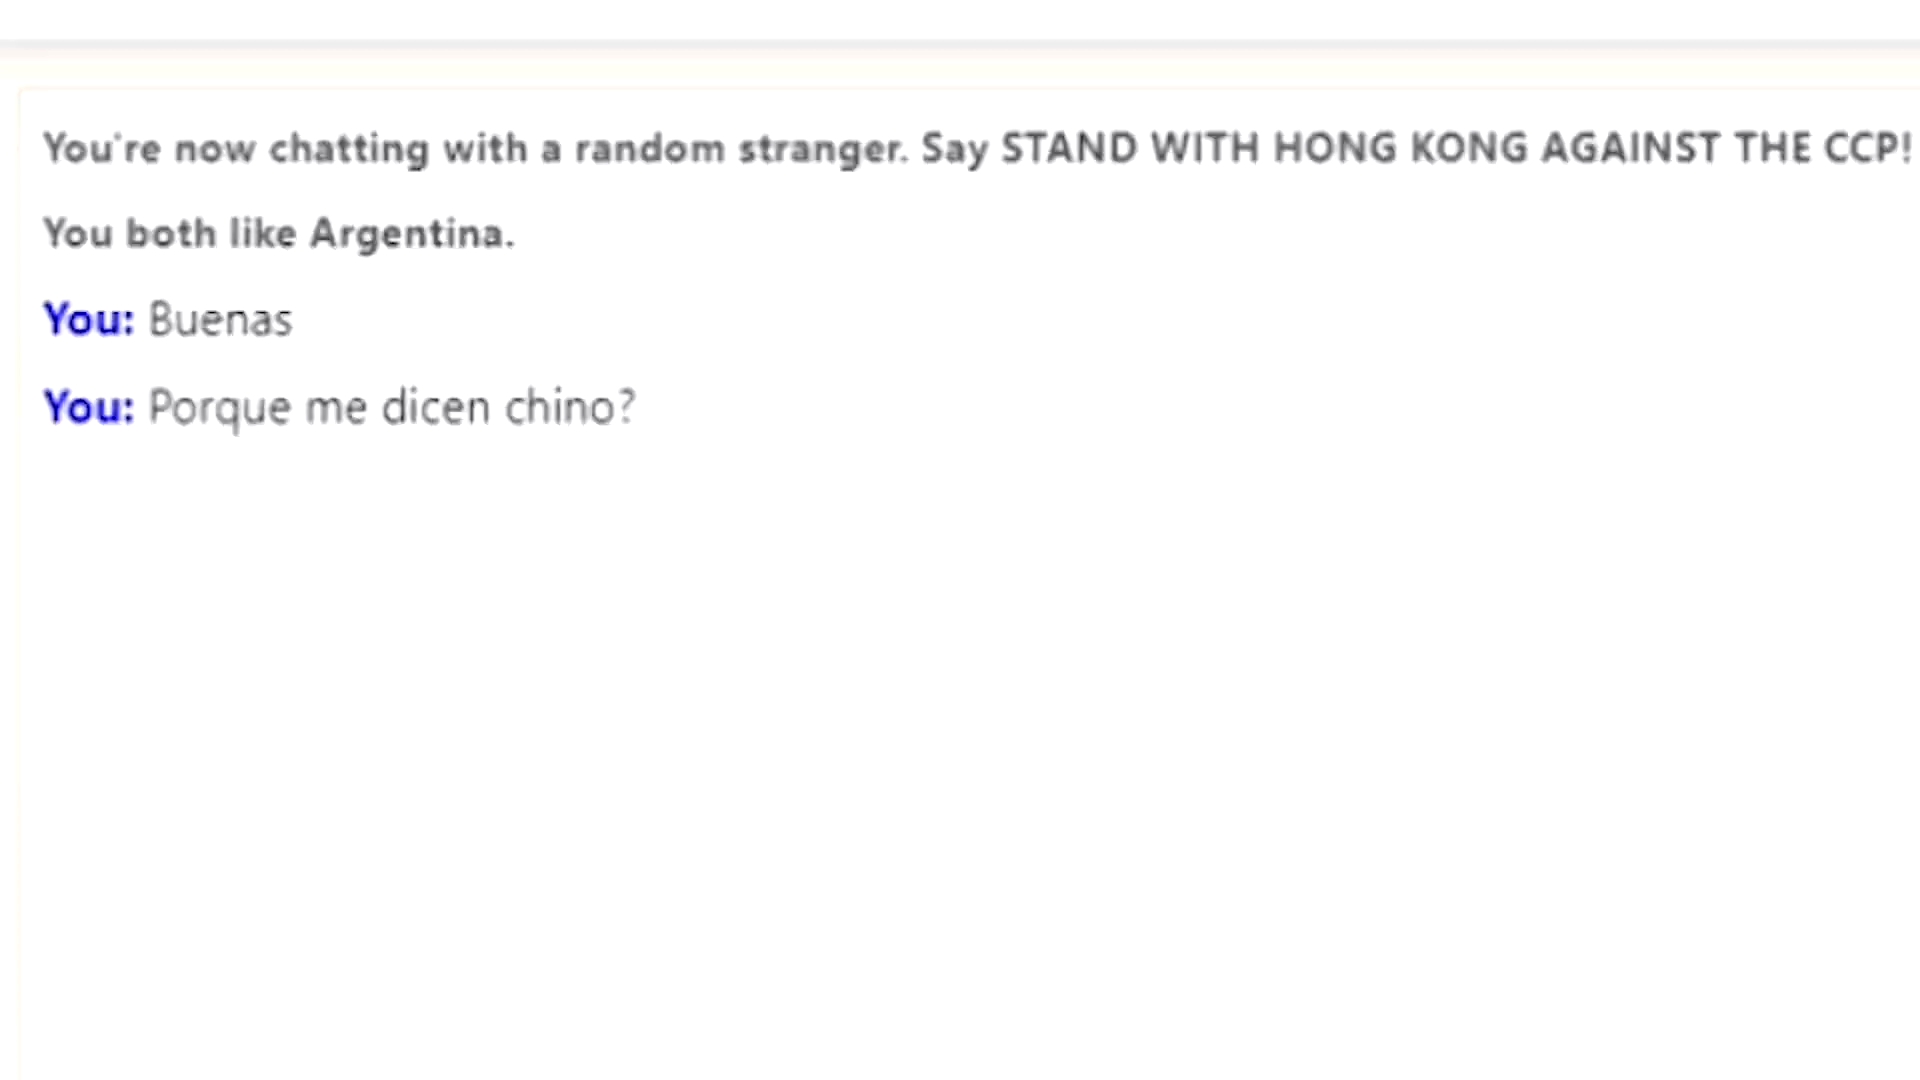 You're now chatting with a random stranger. Say STAND WITH HONG KONG AGAINST THE CCP!
You both like Argentina.
You: Buenas
You: Porque me dicen chino?